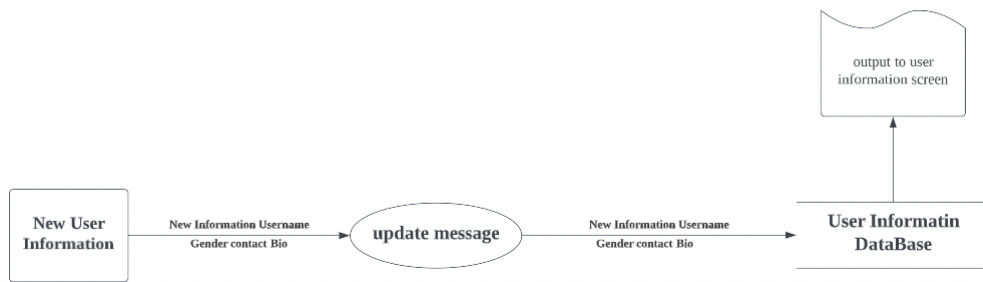 output to user
information screen
New User
Information
New Information Username
Gender contact Bio
update message
New Information Username
Gender contact Bio
User Informatin
DataBase